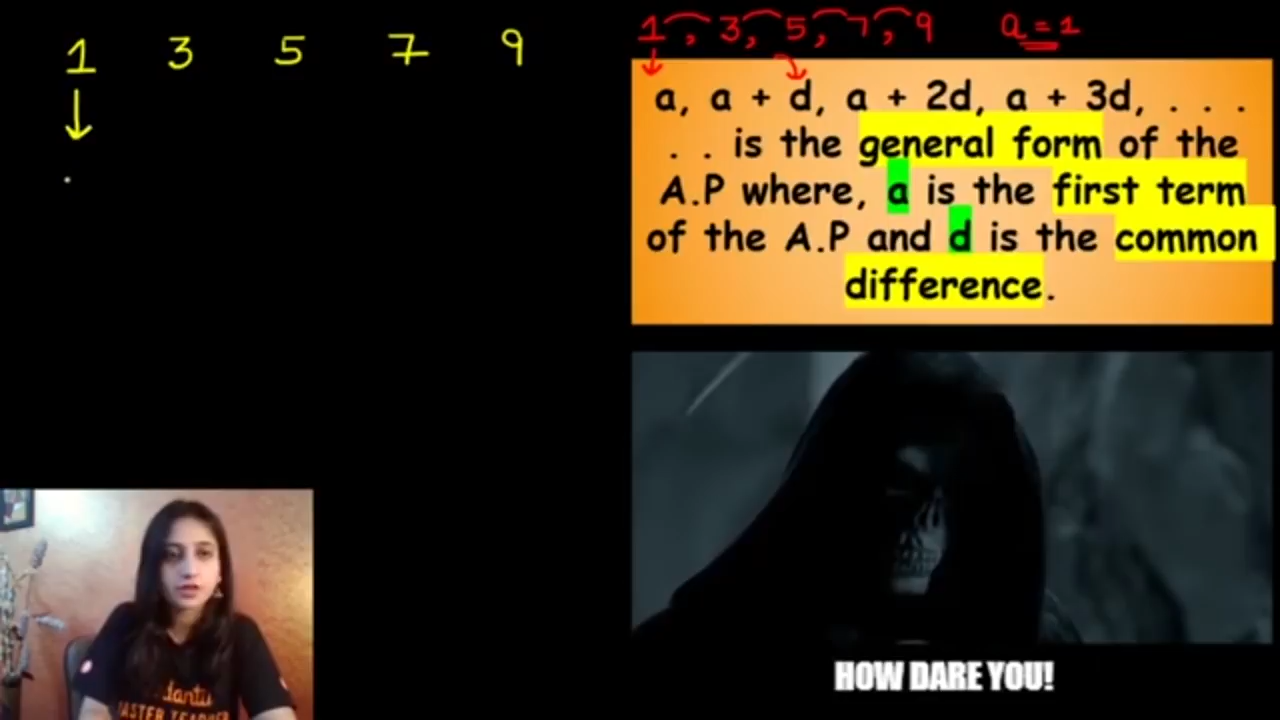 1 3 5 7 9
1, 3, 5, 7, 9 a = 1
a, a + d, a + 2d, a + 3d, . . .
. . is the general form of the
A.P where, a is the first term
of the A.P and d is the common
difference.
HOW DARE YOU!